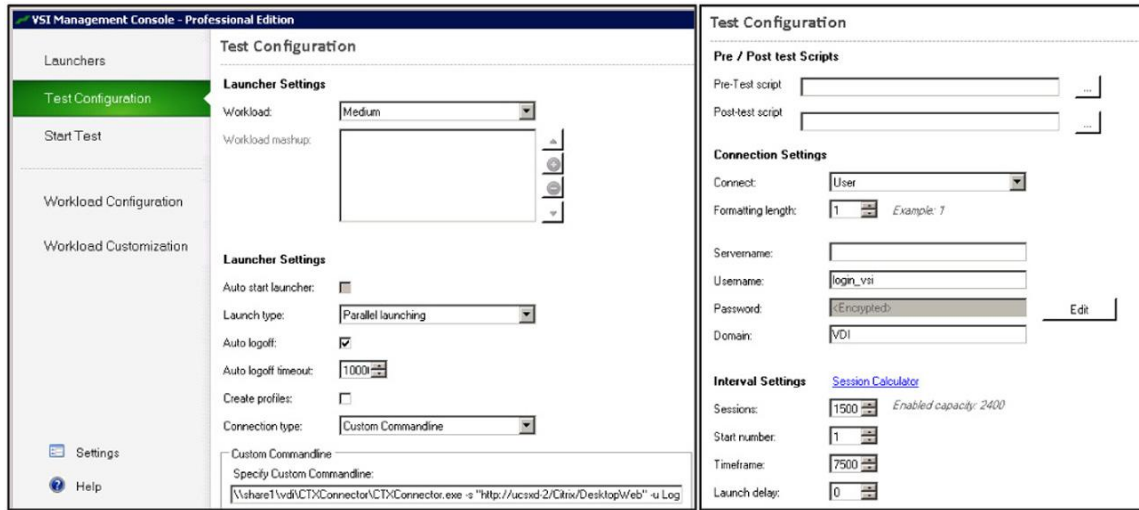 VSI Management Console - Professional Edition
Launchers
Test Configuration
Start Test
Workload Configuration
Workload Customization
Settings
Help
Test Configuration
Launcher Settings
Workload:
Medium
Workload mashup:
Launcher Settings
Auto start launcher:
Launch type:
Parallel launching
Auto logoff:
Auto logoff timeout:
1000
Create profiles:
Connection type:
Custom Commandline
Custom Commandline
Specify Custom Commandline:
\\share1\vdi\CTXConnector\CTXConnector.exe -s "http://ucsxd-2/Citrix/DesktopWeb" -u Log
Test Configuration
Pre / Post test Scripts
Pre-Test script
...
Post-test script
...
Connection Settings
Connect:
User
Formatting length:
1
Example: 1
Servername:
Username:
login_vsi
Password:
<Encrypted>
Edit
Domain:
VDI
Interval Settings
Session Calculator
Sessions:
1500
Enabled capacity: 2400
Start number:
1
Timeframe:
7500
Launch delay:
0